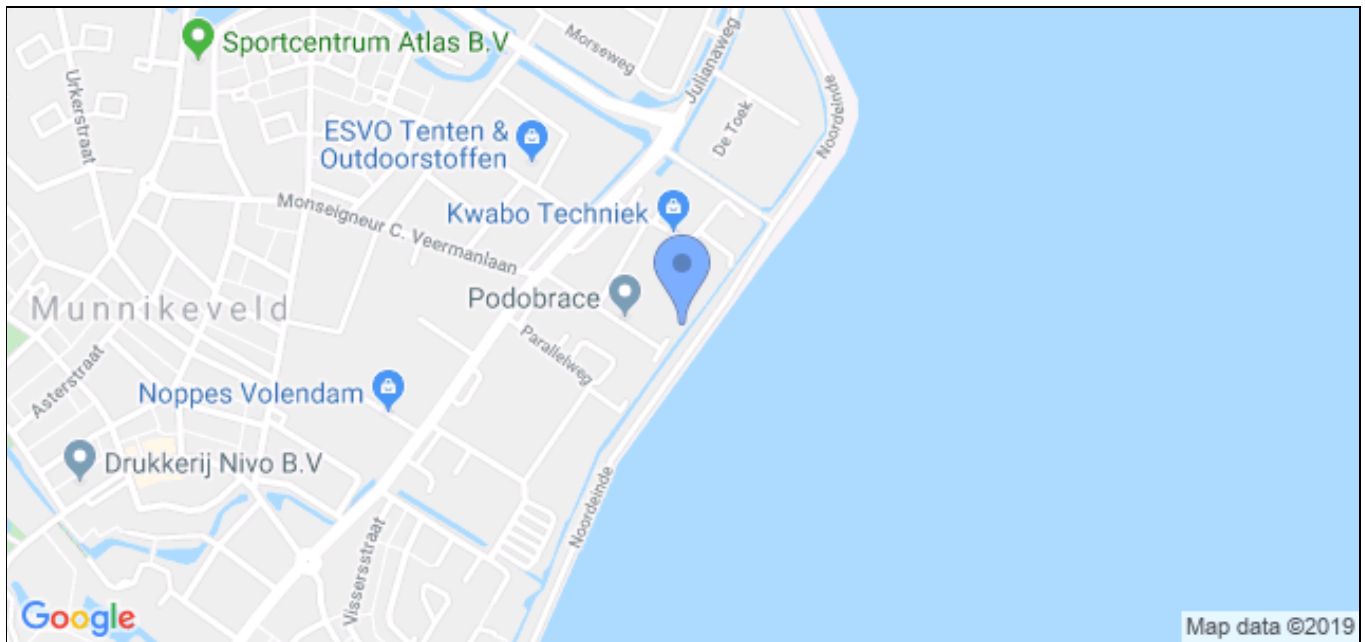 Sportcentrum Atlas B.V
Morseweg
Julianaweg
Urkerstraat
ESVO Tenten &
Outdoorstoffen
De Toek
Noordeinde
Monseigneur C. Veermanlaan
Kwabo Techniek
Munnikeveld
Podobrace
Parallelweg
Asterstraat
Noppes Volendam
Drukkerij Nivo B.V
Noordeinde
Vissersstraat
Google
Map data ©2019